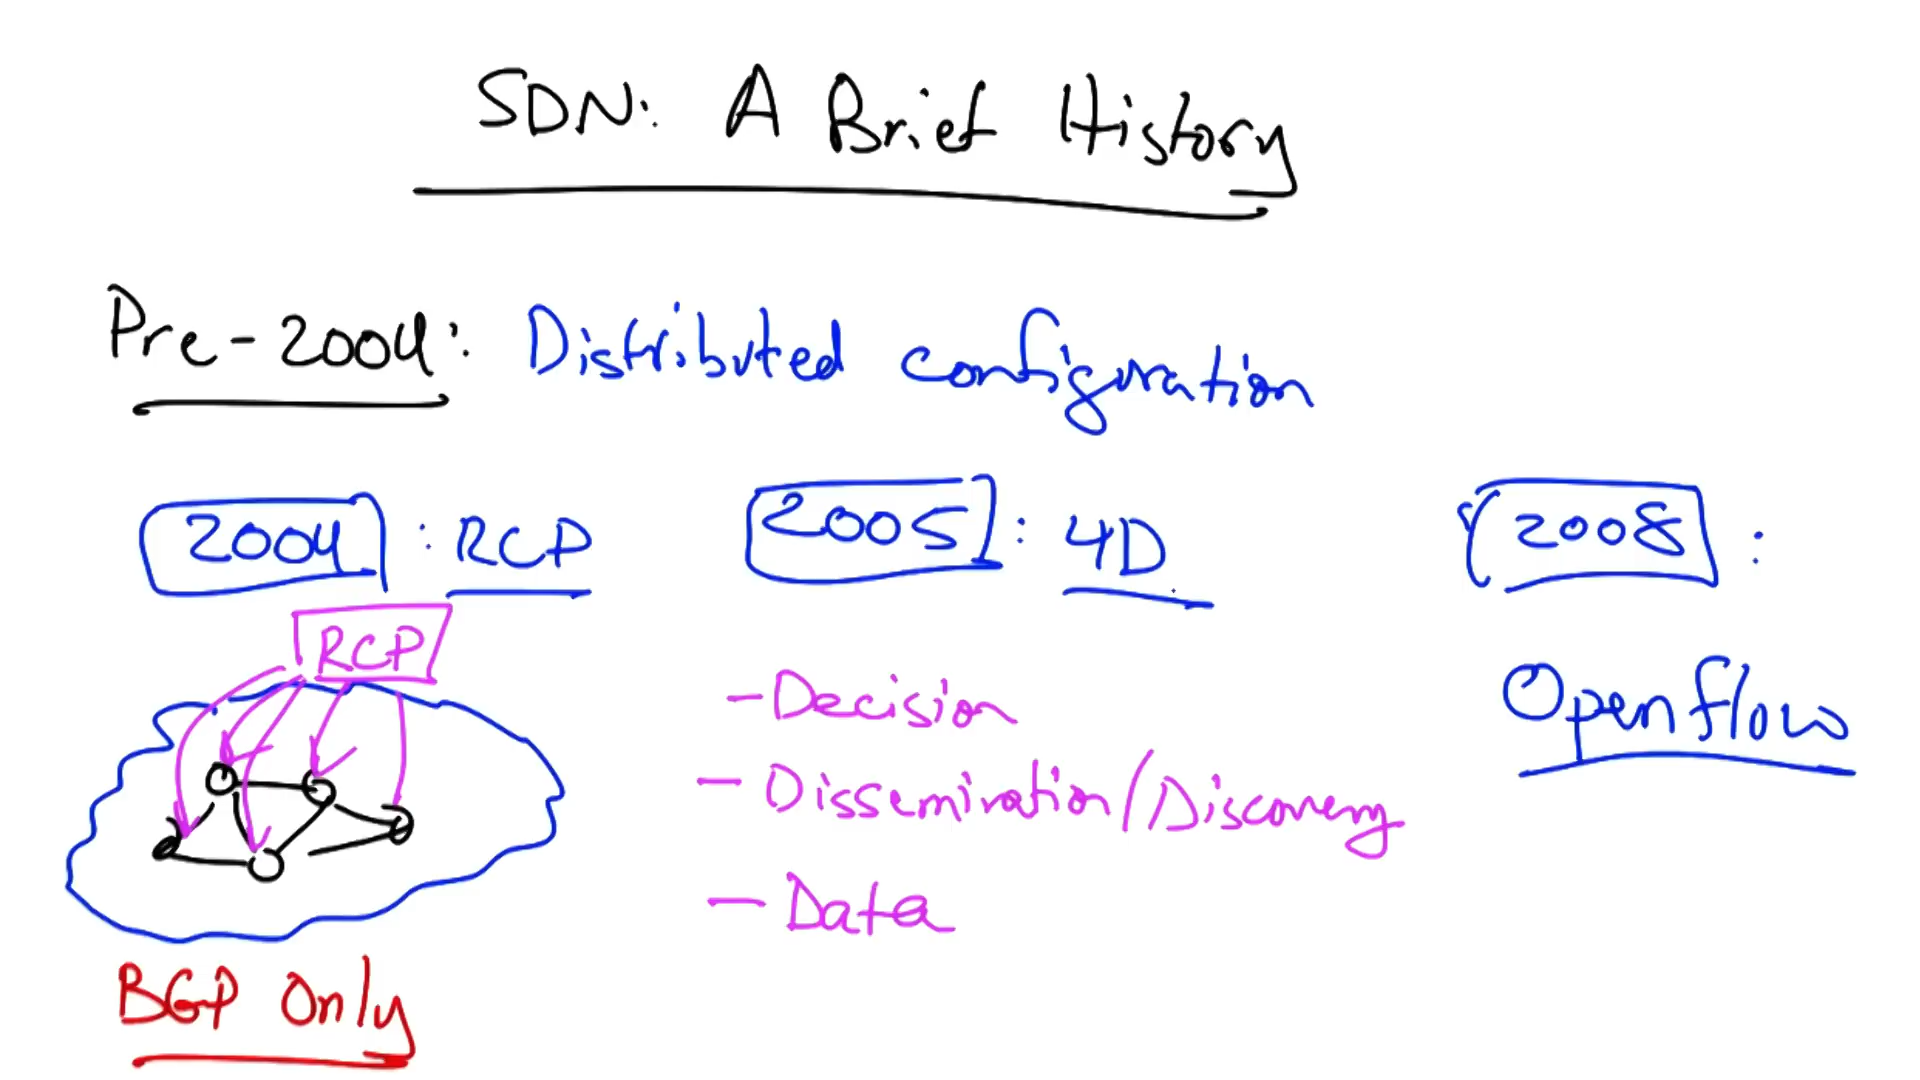 SDN: A Brief History
Pre-2004: Distributed configuration
2004 : RCP
RCP
BGP Only
2005 : 4D
- Decision
- Dissemination/Discovery
- Data
2008 :
Openflow